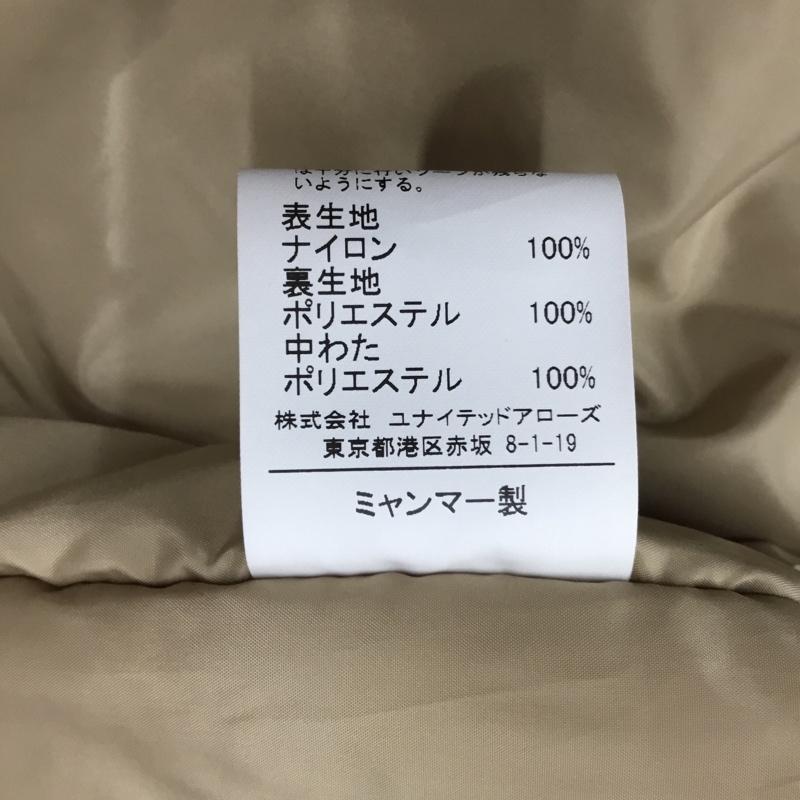 いようにする。
表生地
ナイロン 100%
裏生地
ポリエステル 100%
中わた
ポリエステル 100%
株式会社 ユナイテッドアローズ
東京都港区赤坂 8-1-19
ミャンマー製